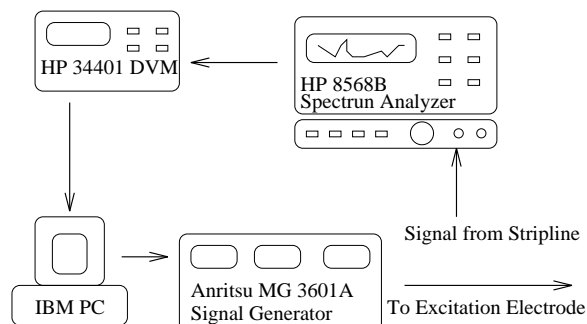 HP 34401 DVM
HP 8568B
Spectrun Analyzer
Signal from Stripline
IBM PC
Anritsu MG 3601A
Signal Generator
To Excitation Electrode